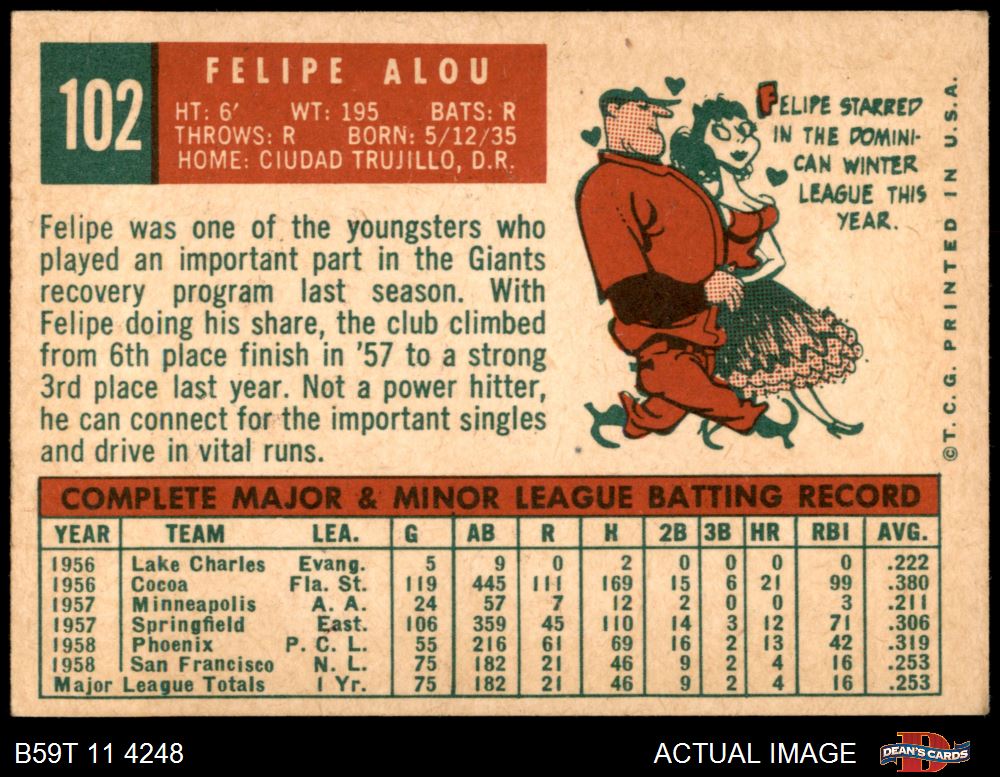 102
FELIPE ALOU
HT: 6' WT: 195 BATS: R
THROWS: R BORN: 5/12/35
HOME: CIUDAD TRUJILLO, D.R.
FELIPE STARRED
IN THE DOMINI-
CAN WINTER
LEAGUE THIS
YEAR.
©T. C. G. PRINTED IN U.S.A.
Felipe was one of the youngsters who
played an important part in the Giants
recovery program last season. With
Felipe doing his share, the club climbed
from 6th place finish in '57 to a strong
3rd place last year. Not a power hitter,
he can connect for the important singles
and drive in vital runs.
COMPLETE MAJOR & MINOR LEAGUE BATTING RECORD
YEAR TEAM LEA. G AB R H 2B 3B HR RBI AVG.
1956 Lake Charles Evang. 5 9 0 2 0 0 0 0 .222
1956 Cocoa Fla. St. 119 445 111 169 15 6 21 99 .380
1957 Minneapolis A. A. 24 57 7 12 2 0 0 3 .211
1957 Springfield East. 106 359 45 110 14 3 12 71 .306
1958 Phoenix P. C. L. 55 216 61 69 16 2 13 42 .319
1958 San Francisco N. L. 75 182 21 46 9 2 4 16 .253
Major League Totals 1 Yr. 75 182 21 46 9 2 4 16 .253
B59T 11 4248
ACTUAL IMAGE
DEAN'S CARDS